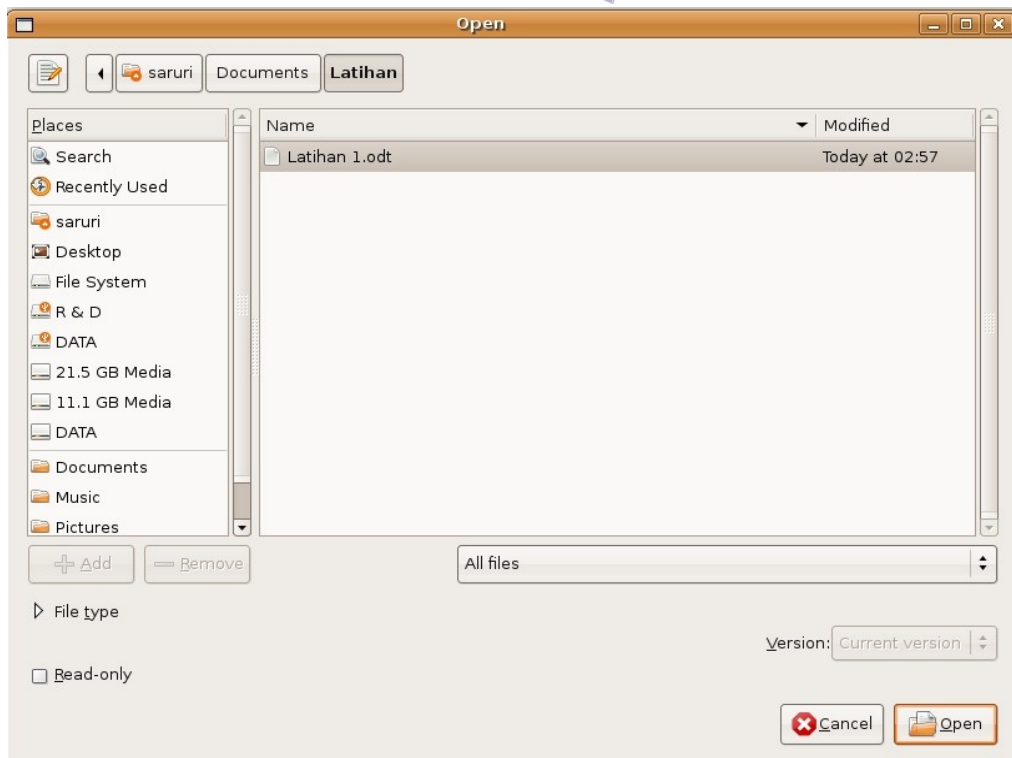 Open
saruri Documents Latihan
Places
Search
Recently Used
saruri
Desktop
File System
R & D
DATA
21.5 GB Media
11.1 GB Media
DATA
Documents
Music
Pictures
Name Modified
Latihan 1.odt Today at 02:57
Add Remove All files
File type
Version: Current version
Read-only
Cancel Open